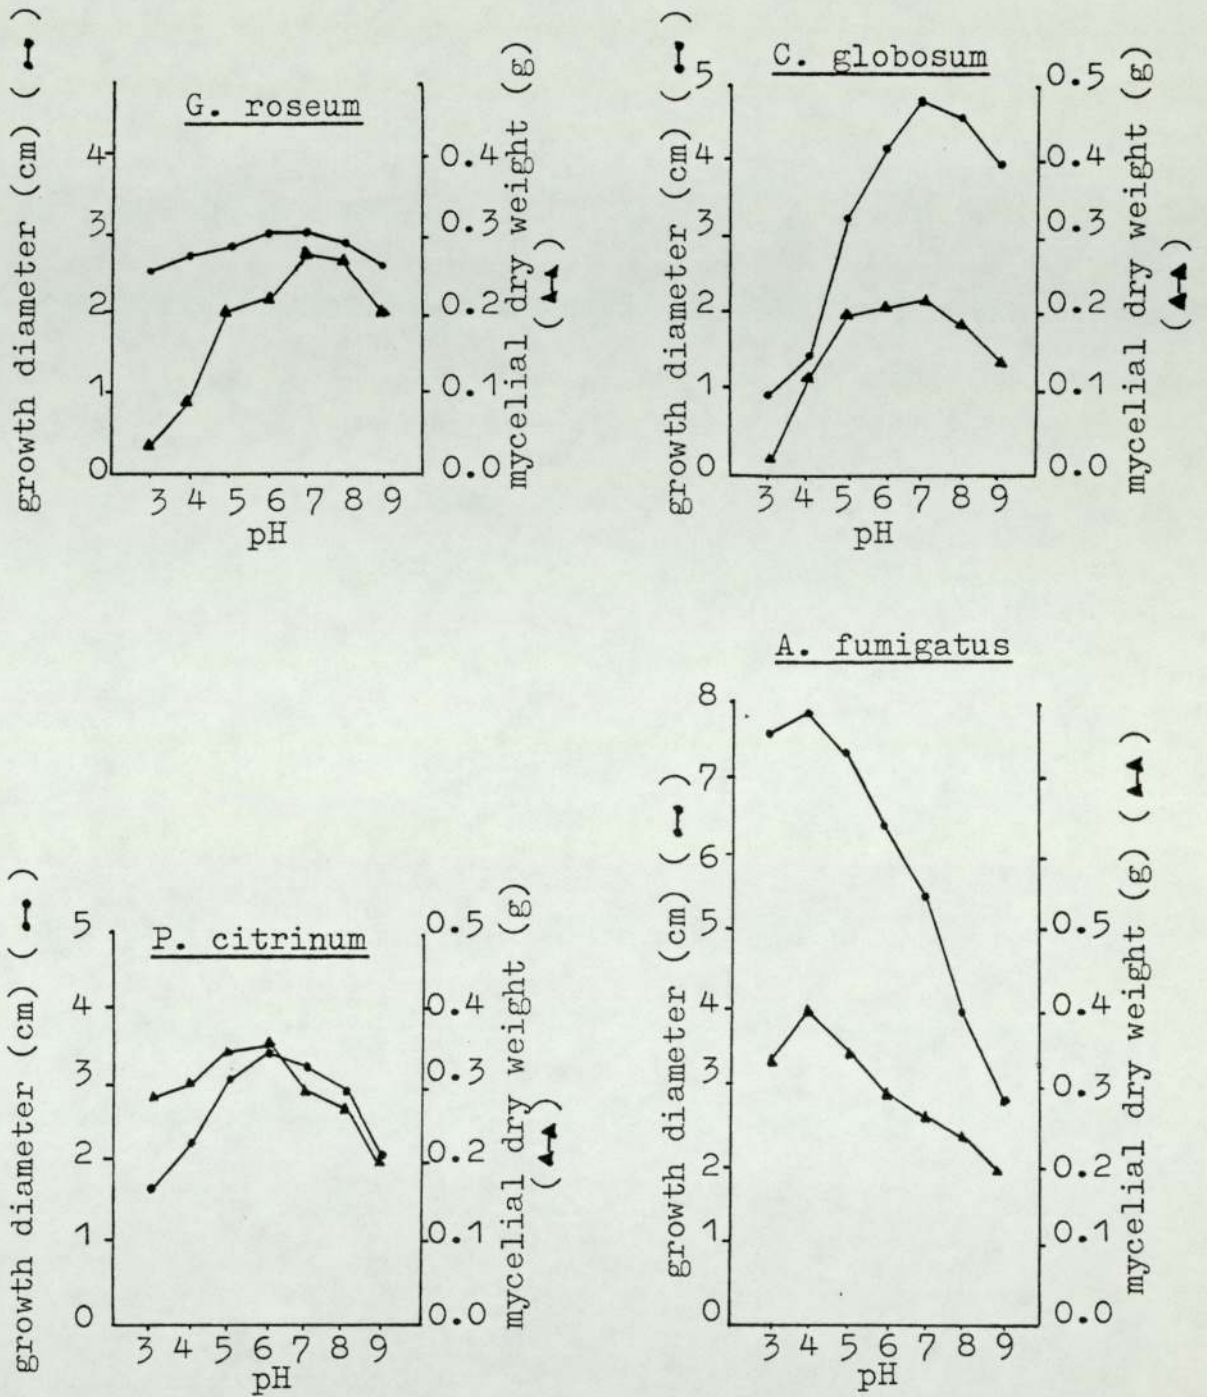 G. roseum
growth diameter (cm) ( )
4
3
2
1
0
3 4 5 6 7 8 9
pH
0.4
0.3
0.2
0.1
0.0
mycelial dry weight (g)
( )
C. globosum
growth diameter (cm) ( )
5
4
3
2
1
0
3 4 5 6 7 8 9
pH
0.5
0.4
0.3
0.2
0.1
0.0
mycelial dry weight (g)
( )
P. citrinum
growth diameter (cm) ( )
5
4
3
2
1
0
3 4 5 6 7 8 9
pH
0.5
0.4
0.3
0.2
0.1
0.0
mycelial dry weight (g)
( )
A. fumigatus
growth diameter (cm) ( )
8
7
6
5
4
3
2
1
0
3 4 5 6 7 8 9
pH
0.5
0.4
0.3
0.2
0.1
0.0
mycelial dry weight (g) ( )